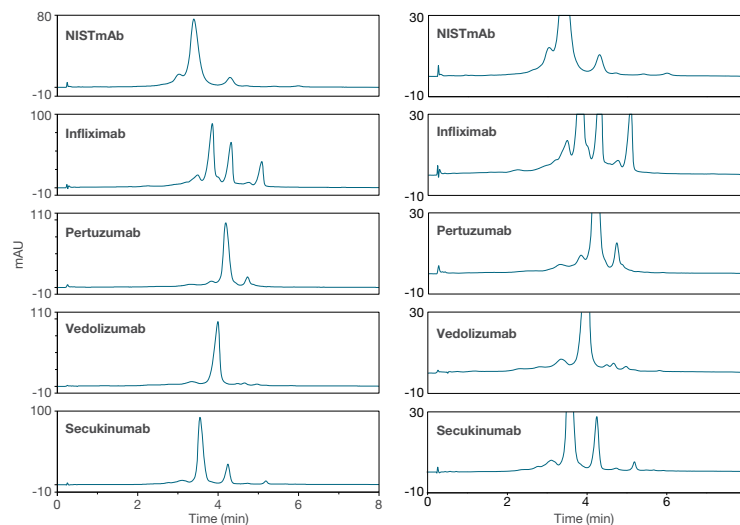 80
NISTmAb
-10
30
NISTmAb
-10
100
Infliximab
-10
30
Infliximab
-10
110
Pertuzumab
-10
30
Pertuzumab
-10
mAU
110
Vedolizumab
-10
30
Vedolizumab
-10
100
Secukinumab
-10
30
Secukinumab
-10
0 2 4 6 8
Time (min)
0 2 4 6
Time (min)